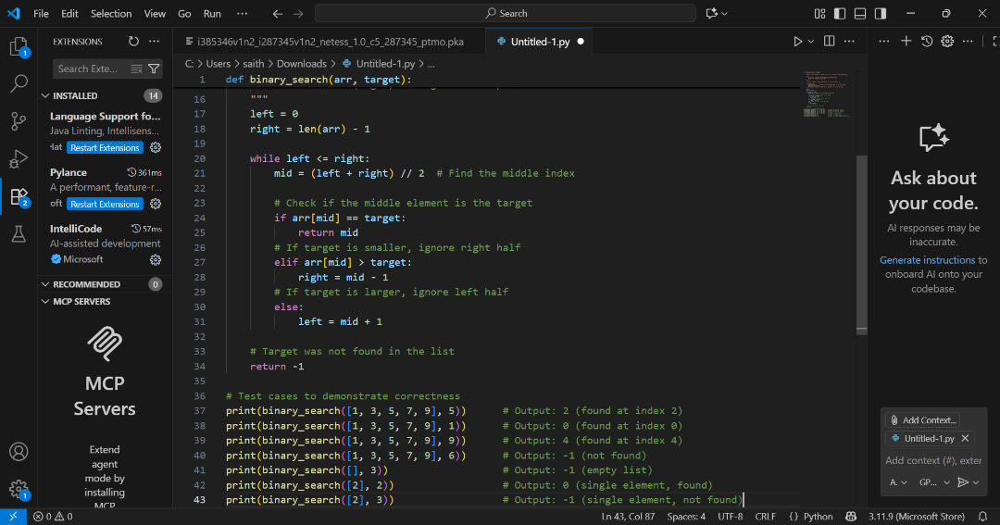 File Edit Selection View Go Run ··· Search
EXTENSIONS
Search Exte...
INSTALLED 14
Language Support fo...
Java Linting, Intellisens...
Hat Restart Extensions
Pylance 361ms
A performant, feature-r...
oft Restart Extensions
IntelliCode 57ms
AI-assisted development
Microsoft
RECOMMENDED 0
MCP SERVERS
MCP
Servers
Extend
agent
mode by
installing
MCP
1
2
1
i385346v1n2_i287345v1n2_netess_1.0_c5_287345_ptmo.pka
Untitled-1.py
C: > Users > saith > Downloads > Untitled-1.py > ...
1 def binary_search(arr, target):
16 """
17 left = 0
18 right = len(arr) - 1
19
20 while left <= right:
21 mid = (left + right) // 2 # Find the middle index
22
23 # Check if the middle element is the target
24 if arr[mid] == target:
25 return mid
26 # If target is smaller, ignore right half
27 elif arr[mid] > target:
28 right = mid - 1
29 # If target is larger, ignore left half
30 else:
31 left = mid + 1
32
33 # Target was not found in the list
34 return -1
35
36 # Test cases to demonstrate correctness
37 print(binary_search([1, 3, 5, 7, 9], 5)) # Output: 2 (found at index 2)
38 print(binary_search([1, 3, 5, 7, 9], 1)) # Output: 0 (found at index 0)
39 print(binary_search([1, 3, 5, 7, 9], 9)) # Output: 4 (found at index 4)
40 print(binary_search([1, 3, 5, 7, 9], 6)) # Output: -1 (not found)
41 print(binary_search([], 3)) # Output: -1 (empty list)
42 print(binary_search([2], 2)) # Output: 0 (single element, found)
43 print(binary_search([2], 3)) # Output: -1 (single element, not found)
Ask about
your code.
AI responses may be
inaccurate.
Generate instructions to
onboard AI onto your
codebase.
Add Context...
Untitled-1.py
Add context (#), exter
A. GP...
0 0 Ln 43, Col 87 Spaces: 4 UTF-8 CRLF {} Python 3.11.9 (Microsoft Store)